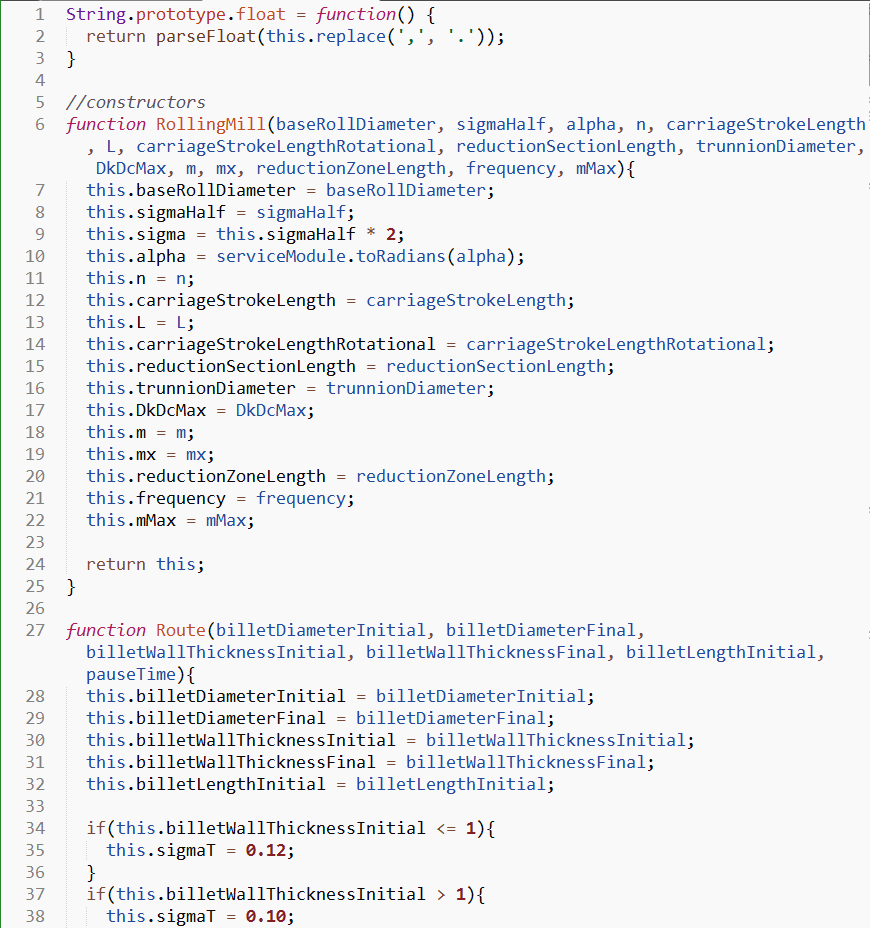 1 String.prototype.float = function() {
2 return parseFloat(this.replace(',', '.'));
3 }
4
5 //constructors
6 function RollingMill(baseRollDiameter, sigmaHalf, alpha, n, carriageStrokeLength
, L, carriageStrokeLengthRotational, reductionSectionLength, trunnionDiameter,
DkDcMax, m, mx, reductionZoneLength, frequency, mMax){
7 this.baseRollDiameter = baseRollDiameter;
8 this.sigmaHalf = sigmaHalf;
9 this.sigma = this.sigmaHalf * 2;
10 this.alpha = serviceModule.toRadians(alpha);
11 this.n = n;
12 this.carriageStrokeLength = carriageStrokeLength;
13 this.L = L;
14 this.carriageStrokeLengthRotational = carriageStrokeLengthRotational;
15 this.reductionSectionLength = reductionSectionLength;
16 this.trunnionDiameter = trunnionDiameter;
17 this.DkDcMax = DkDcMax;
18 this.m = m;
19 this.mx = mx;
20 this.reductionZoneLength = reductionZoneLength;
21 this.frequency = frequency;
22 this.mMax = mMax;
23
24 return this;
25 }
26
27 function Route(billetDiameterInitial, billetDiameterFinal,
billetWallThicknessInitial, billetWallThicknessFinal, billetLengthInitial,
pauseTime){
28 this.billetDiameterInitial = billetDiameterInitial;
29 this.billetDiameterFinal = billetDiameterFinal;
30 this.billetWallThicknessInitial = billetWallThicknessInitial;
31 this.billetWallThicknessFinal = billetWallThicknessFinal;
32 this.billetLengthInitial = billetLengthInitial;
33
34 if(this.billetWallThicknessInitial <= 1){
35 this.sigmaT = 0.12;
36 }
37 if(this.billetWallThicknessInitial > 1){
38 this.sigmaT = 0.10;